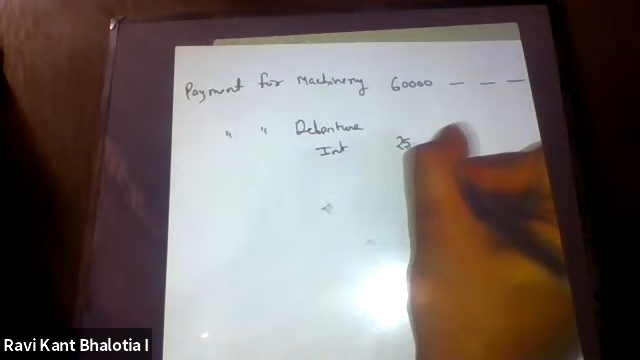 Payment for Machinery 60000 — — —
" " Debenture
Int 25
Ravi Kant Bhalotia I